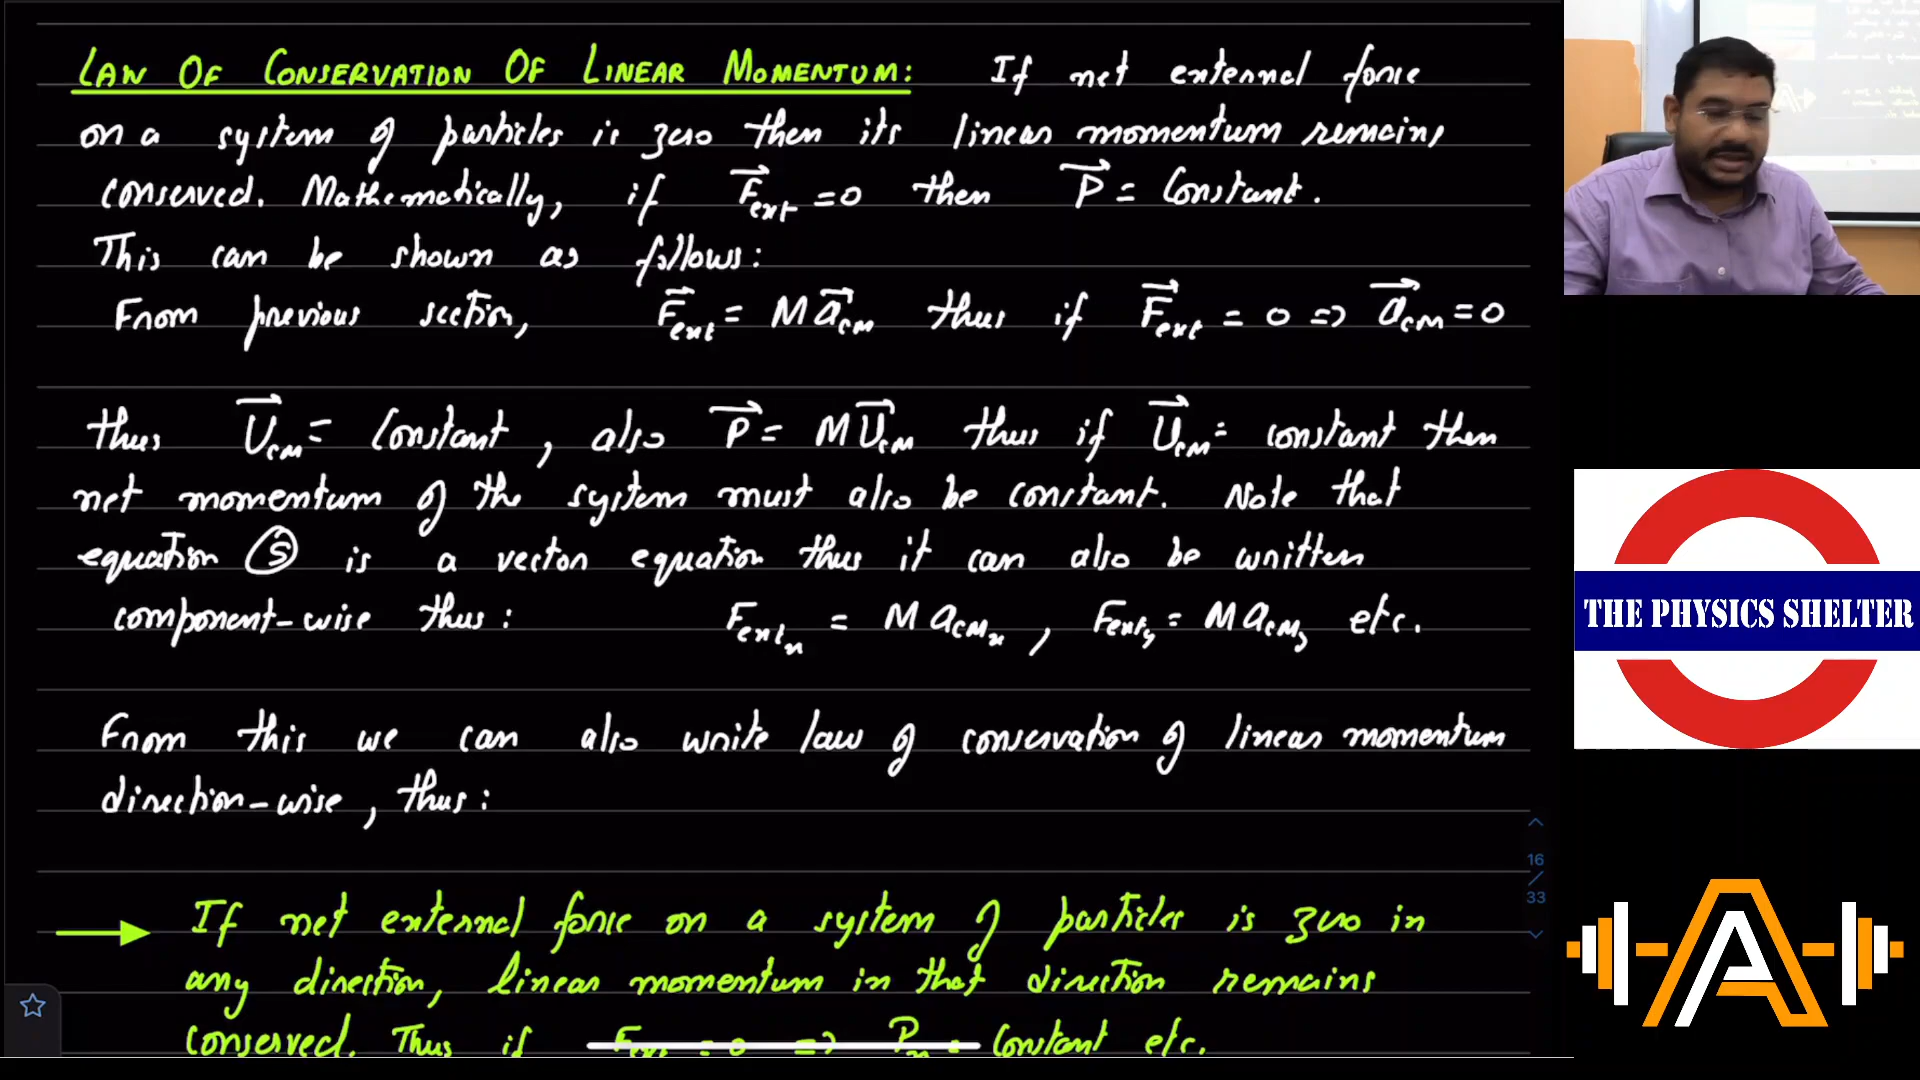 LAW OF CONSERVATION OF LINEAR MOMENTUM: If net external force
on a system of particles is zero then its linear momentum remains
conserved. Mathematically, if F⃗ext = 0 then P⃗ = Constant.
This can be shown as follows:
From previous section, F⃗ext = M a⃗cm thus if F⃗ext = 0 ⇒ a⃗cm = 0
thus U⃗cm = Constant, also P⃗ = M U⃗cm thus if U⃗cm = constant then
net momentum of the system must also be constant. Note that
equation ⑤ is a vector equation thus it can also be written
component-wise thus: Fextx = M acmx, Fexty = M acmy etc.
From this we can also write law of conservation of linear momentum
direction-wise, thus:
If net external force on a system of particles is zero in
any direction, linear momentum in that direction remains
conserved. Thus if = 0 ⇒ Px = Constant etc.
16
/
33
THE PHYSICS SHELTER